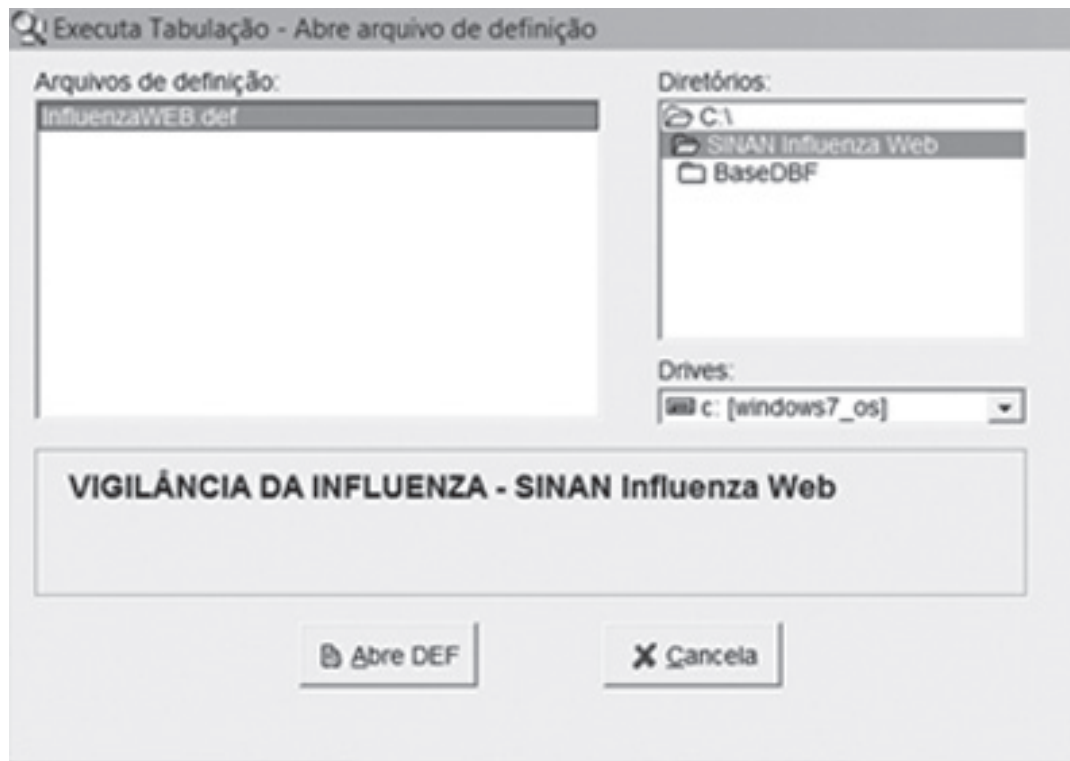 Executa Tabulação - Abre arquivo de definição
Arquivos de definição:
InfluenzaWEB.def
Diretórios:
C:\
SINAN Influenza Web
BaseDBF
Drives:
c: [windows7_os]
VIGILÂNCIA DA INFLUENZA - SINAN Influenza Web
Abre DEF
Cancela